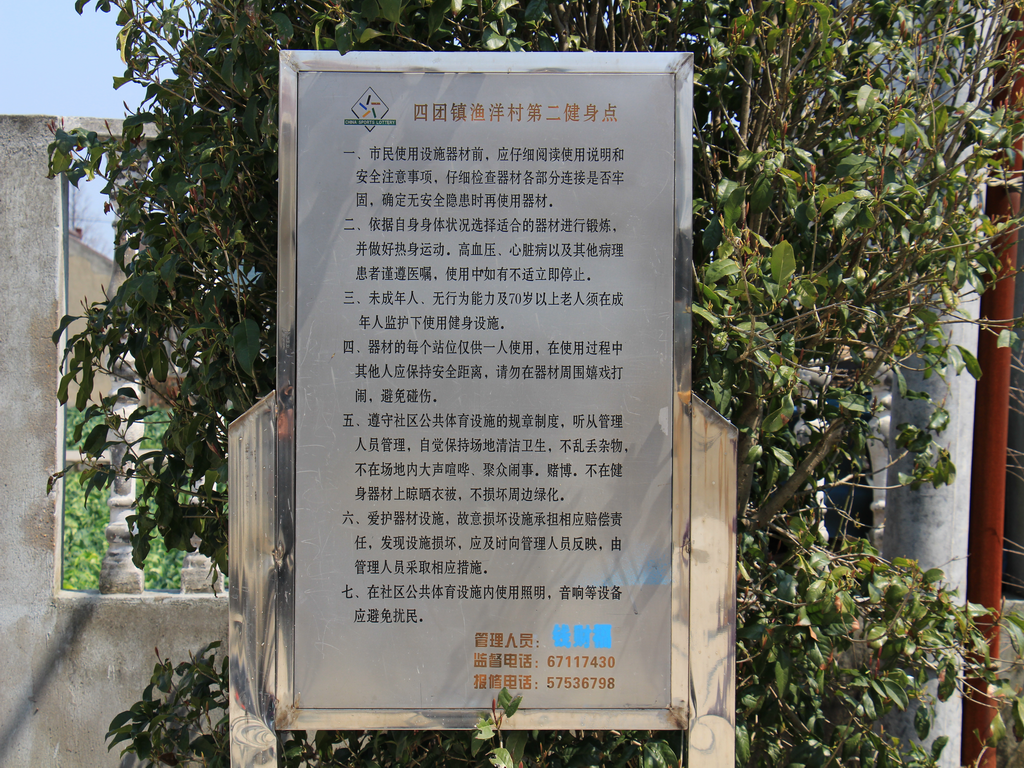 CHINA SPORTS LOTTERY
四团镇渔洋村第二健身点
一、市民使用设施器材前，应仔细阅读使用说明和
安全注意事项，仔细检查器材各部分连接是否牢
固，确定无安全隐患时再使用器材。
二、依据自身身体状况选择适合的器材进行锻炼，
并做好热身运动。高血压、心脏病以及其他病理
患者谨遵医嘱，使用中如有不适立即停止。
三、未成年人、无行为能力及70岁以上老人须在成
年人监护下使用健身设施。
四、器材的每个站位仅供一人使用，在使用过程中
其他人应保持安全距离，请勿在器材周围嬉戏打
闹，避免碰伤。
五、遵守社区公共体育设施的规章制度，听从管理
人员管理，自觉保持场地清洁卫生，不乱丢杂物，
不在场地内大声喧哗、聚众闹事。赌博。不在健
身器材上晾晒衣被，不损坏周边绿化。
六、爱护器材设施，故意损坏设施承担相应赔偿责
任，发现设施损坏，应及时向管理人员反映，由
管理人员采取相应措施。
七、在社区公共体育设施内使用照明，音响等设备
应避免扰民。
管理人员：
监督电话：67117430
报修电话：57536798